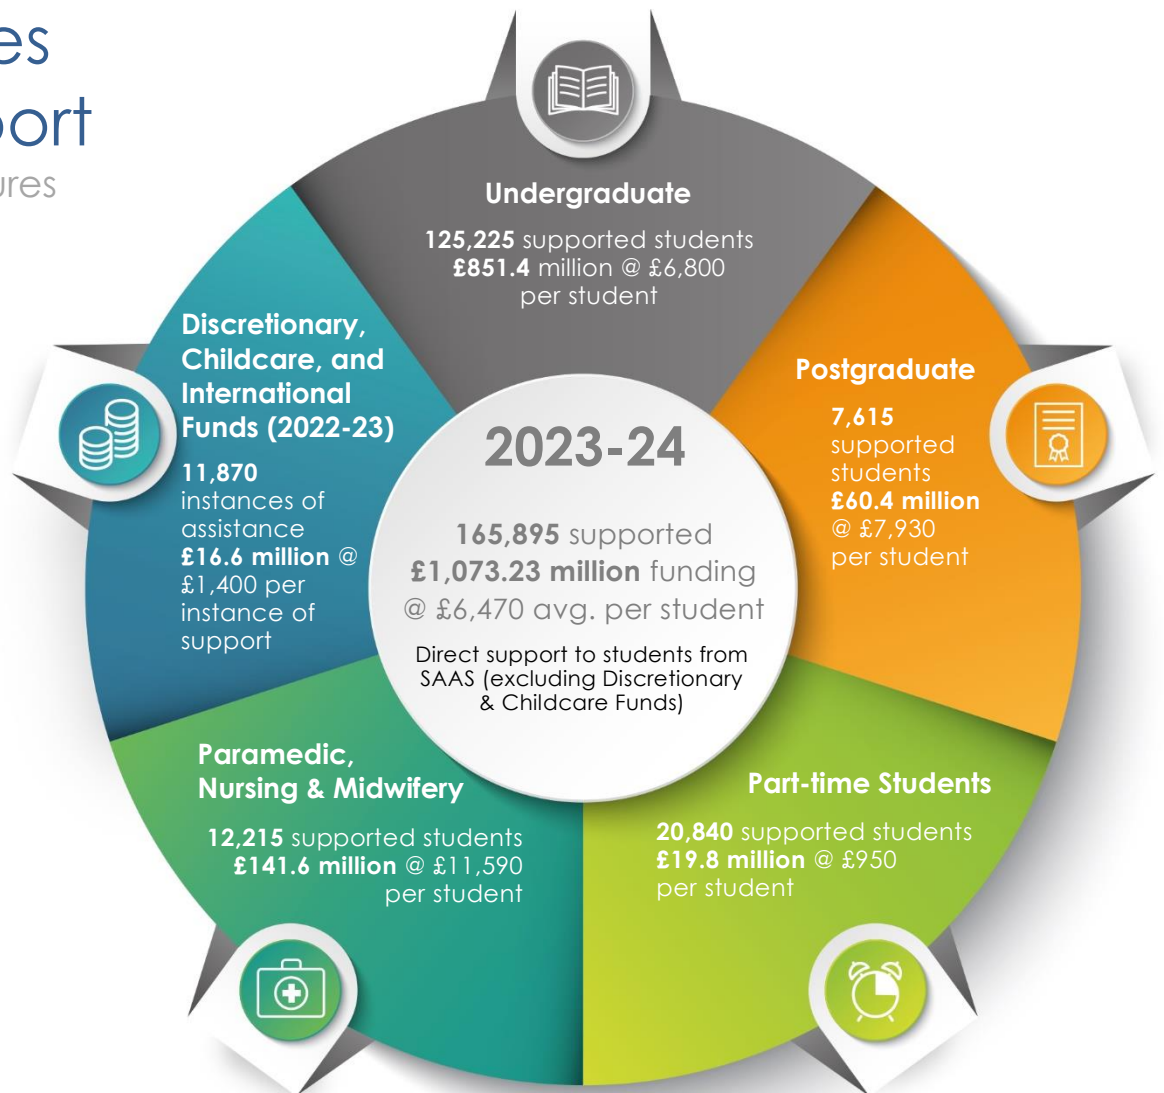 es
port
ures
Undergraduate
125,225 supported students
£851.4 million @ £6,800
per student
Discretionary,
Childcare, and
International
Funds (2022-23)
11,870
instances of
assistance
£16.6 million @
£1,400 per
instance of
support
Postgraduate
7,615
supported
students
£60.4 million
@ £7,930
per student
2023-24
165,895 supported
£1,073.23 million funding
@ £6,470 avg. per student
Direct support to students from
SAAS (excluding Discretionary
& Childcare Funds)
Paramedic,
Nursing & Midwifery
12,215 supported students
£141.6 million @ £11,590
per student
Part-time Students
20,840 supported students
£19.8 million @ £950
per student